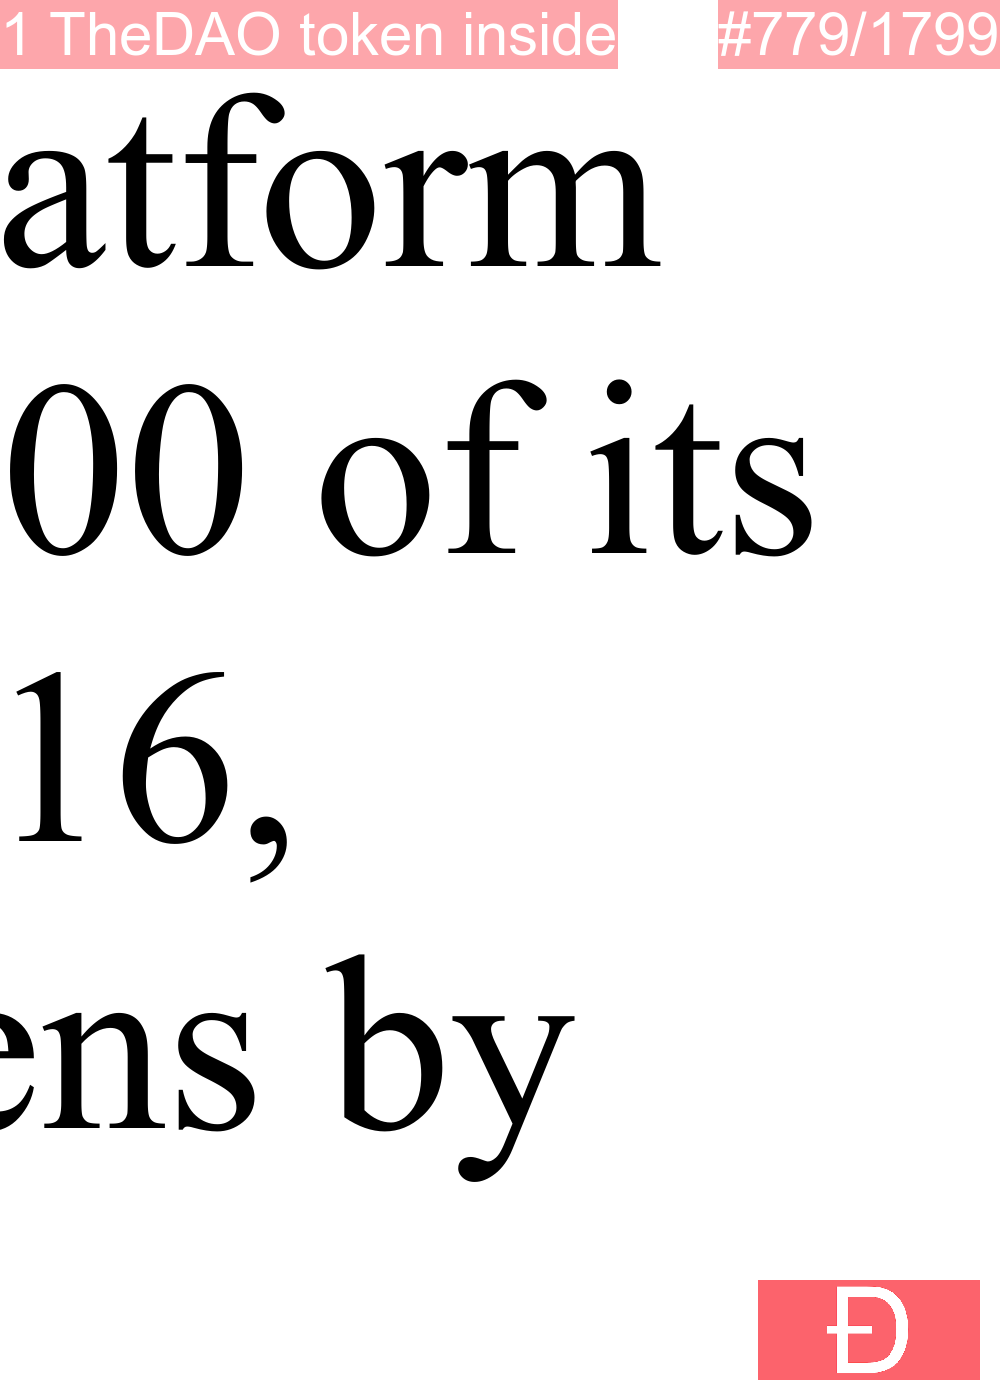 1 TheDAO token inside #779/1799
atform
00 of its
16,
ens by
Đ